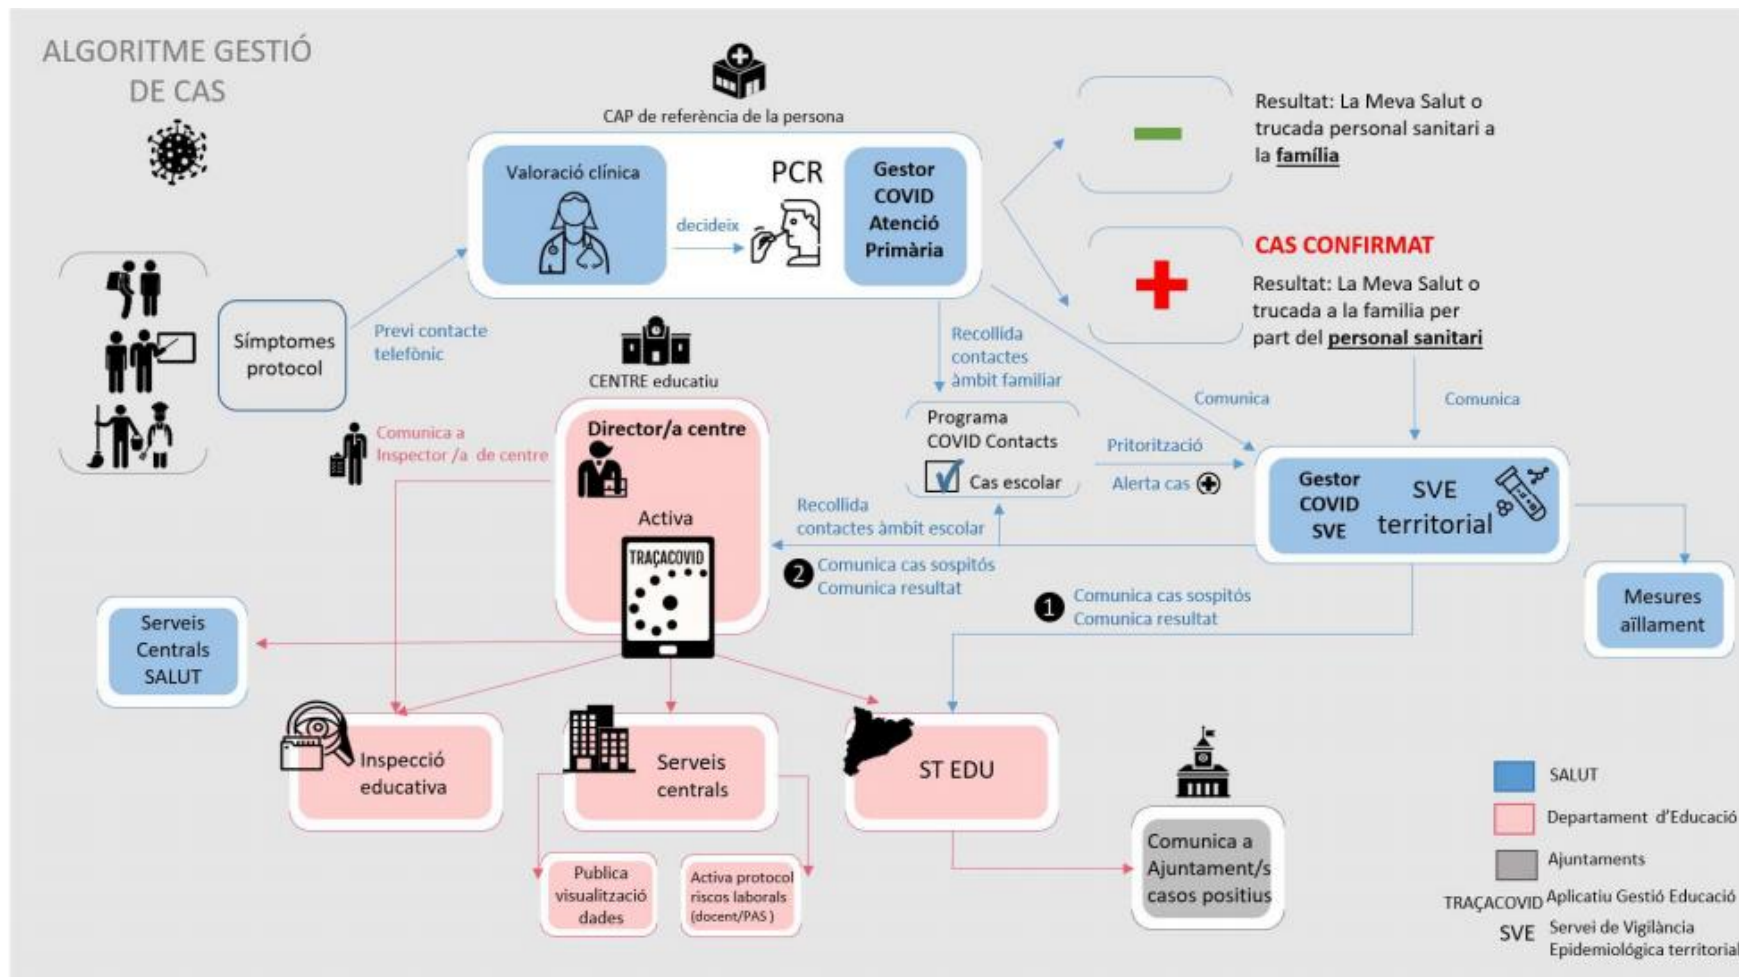 ALGORITME GESTIÓ
DE CAS
CAP de referència de la persona
Valoració clínica
decideix
PCR
Gestor
COVID
Atenció
Primària
Resultat: La Meva Salut o
trucada personal sanitari a
la família
CAS CONFIRMAT
Resultat: La Meva Salut o
trucada a la familia per
part del personal sanitari
Símptomes
protocol
Previ contacte
telefònic
CENTRE educatiu
Recollida
contactes
àmbit familiar
Comunica
Comunica
Director/a centre
Comunica a
Inspector /a de centre
Activa
TRAÇACOVID
Programa
COVID Contacts
Cas escolar
Pritorització
Alerta cas
Gestor
COVID
SVE
SVE
territorial
Recollida
contactes àmbit escolar
2 Comunica cas sospitós
Comunica resultat
1 Comunica cas sospitós
Comunica resultat
Mesures
aïllament
Serveis
Centrals
SALUT
Inspecció
educativa
Serveis
centrals
ST EDU
Publica
visualització
dades
Activa protocol
riscos laborals
(docent/PAS )
Comunica a
Ajuntament/s
casos positius
SALUT
Departament d'Educació
Ajuntaments
TRAÇACOVID Aplicatiu Gestió Educació
SVE Servei de Vigilància
Epidemiológica territorial